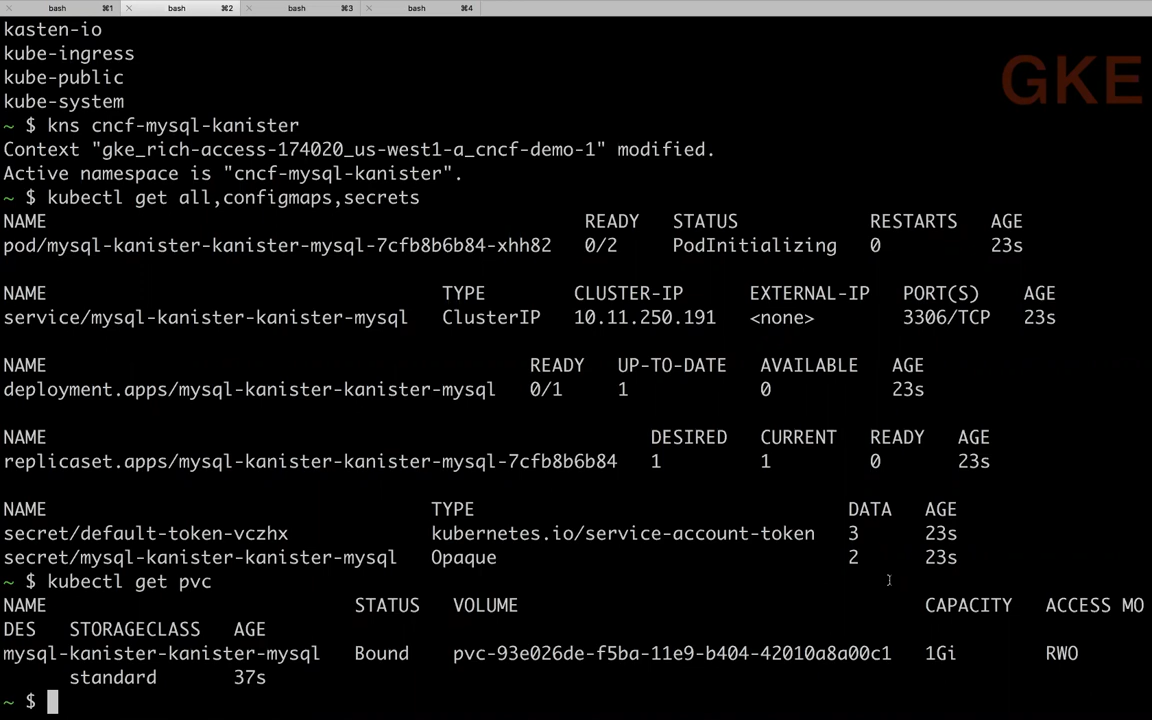 bash ⌘1 bash ⌘2 bash ⌘3 bash ⌘4
kasten-io
kube-ingress
kube-public
kube-system
GKE
~ $ kns cncf-mysql-kanister
Context "gke_rich-access-174020_us-west1-a_cncf-demo-1" modified.
Active namespace is "cncf-mysql-kanister".
~ $ kubectl get all,configmaps,secrets
NAME READY STATUS RESTARTS AGE
pod/mysql-kanister-kanister-mysql-7cfb8b6b84-xhh82 0/2 PodInitializing 0 23s
NAME TYPE CLUSTER-IP EXTERNAL-IP PORT(S) AGE
service/mysql-kanister-kanister-mysql ClusterIP 10.11.250.191 <none> 3306/TCP 23s
NAME READY UP-TO-DATE AVAILABLE AGE
deployment.apps/mysql-kanister-kanister-mysql 0/1 1 0 23s
NAME DESIRED CURRENT READY AGE
replicaset.apps/mysql-kanister-kanister-mysql-7cfb8b6b84 1 1 0 23s
NAME TYPE DATA AGE
secret/default-token-vczhx kubernetes.io/service-account-token 3 23s
secret/mysql-kanister-kanister-mysql Opaque 2 23s
~ $ kubectl get pvc
NAME STATUS VOLUME CAPACITY ACCESS MO
DES STORAGECLASS AGE
mysql-kanister-kanister-mysql Bound pvc-93e026de-f5ba-11e9-b404-42010a8a00c1 1Gi RWO
standard 37s
~ $